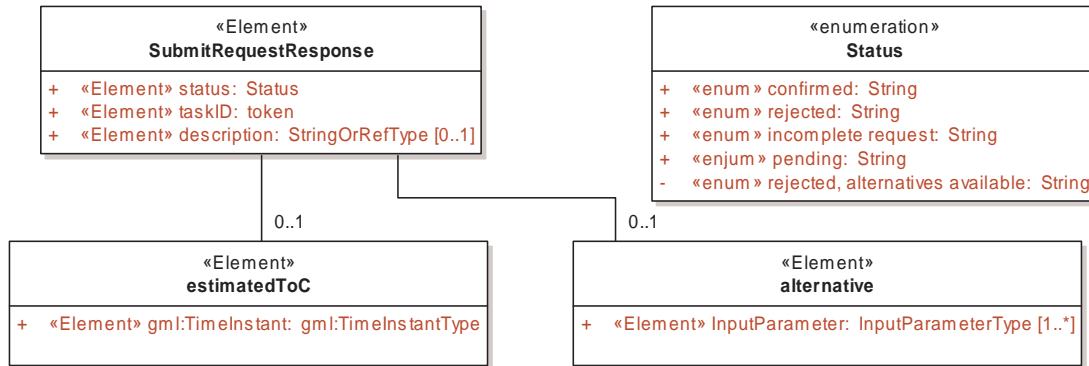 «Element»
SubmitRequestResponse
+ «Element» status: Status
+ «Element» taskID: token
+ «Element» description: StringOrRefType [0..1]
«enumeration»
Status
+ «enum» confirmed: String
+ «enum» rejected: String
+ «enum» incomplete request: String
+ «enjum» pending: String
- «enum» rejected, alternatives available: String
0..1
0..1
«Element»
estimatedToC
+ «Element» gml:TimeInstant: gml:TimeInstantType
«Element»
alternative
+ «Element» InputParameter: InputParameterType [1..*]